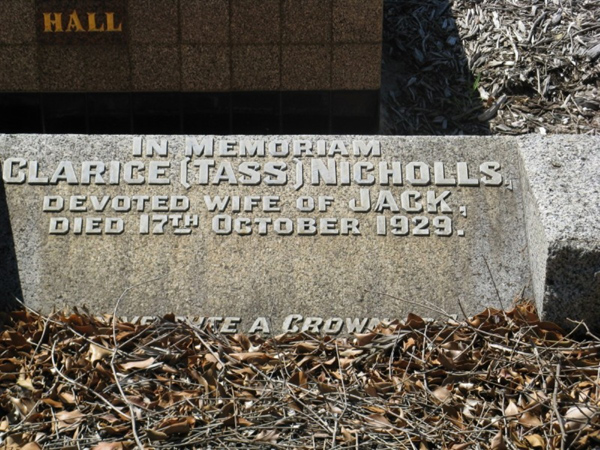 HALL
IN MEMORIAM
CLARICE (TASS) NICHOLLS,
DEVOTED WIFE OF JACK,
DIED 17TH OCTOBER 1929.
A CROWN